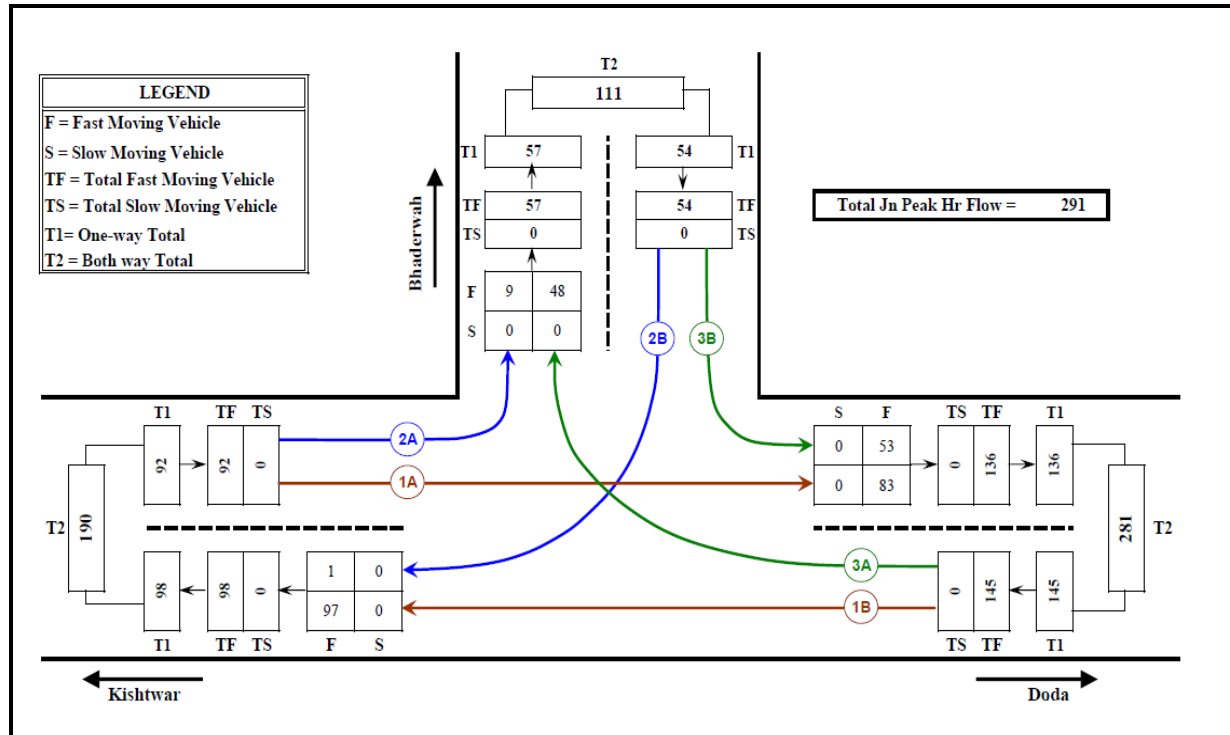 LEGEND
F = Fast Moving Vehicle
S = Slow Moving Vehicle
TF = Total Fast Moving Vehicle
TS = Total Slow Moving Vehicle
T1= One-way Total
T2 = Both way Total
T2
111
T1 57 54 T1
TF 57 54 TF
TS 0 0 TS
Bhaderwah
F 9 48
S 0 0
2B 3B
Total Jn Peak Hr Flow = 291
T1 TF TS
92 92 0
2A
1A
S F TS TF T1
0 53
0 83
0 136 136
T2 190
281 T2
98 98 0
1 0
97 0
T1 TF TS F S
3A
1B
0 145 145
TS TF T1
Kishtwar
Doda